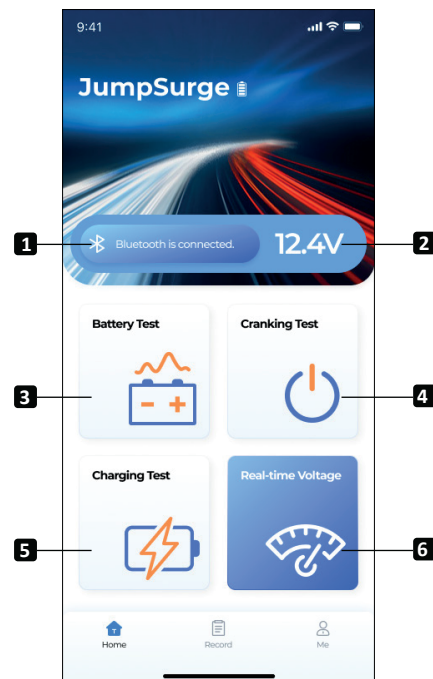 9:41
JumpSurge
1
Bluetooth is connected.
12.4V
2
Battery Test
Cranking Test
3
4
Charging Test
Real-time Voltage
5
6
Home
Record
Me